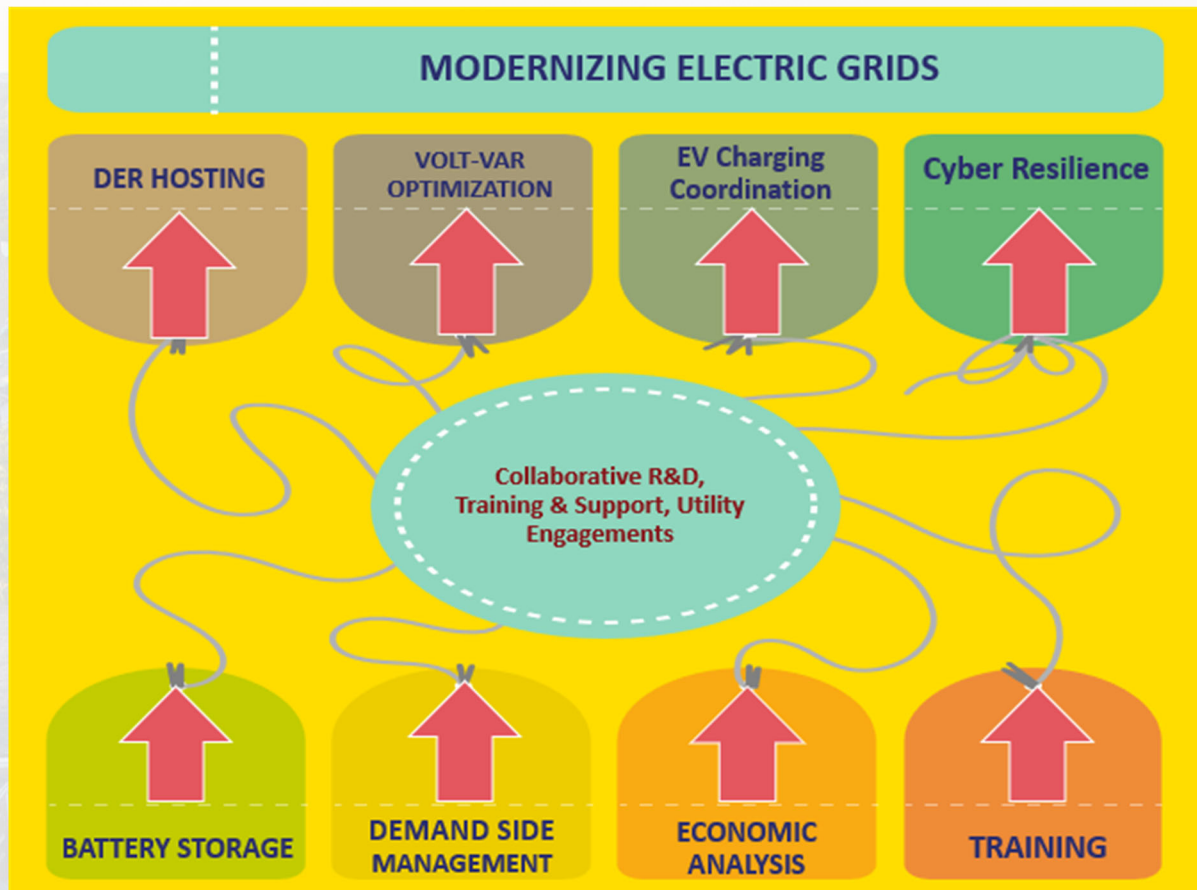 MODERNIZING ELECTRIC GRIDS
DER HOSTING
VOLT-VAR
OPTIMIZATION
EV Charging
Coordination
Cyber Resilience
Collaborative R&D,
Training & Support, Utility
Engagements
BATTERY STORAGE
DEMAND SIDE
MANAGEMENT
ECONOMIC
ANALYSIS
TRAINING